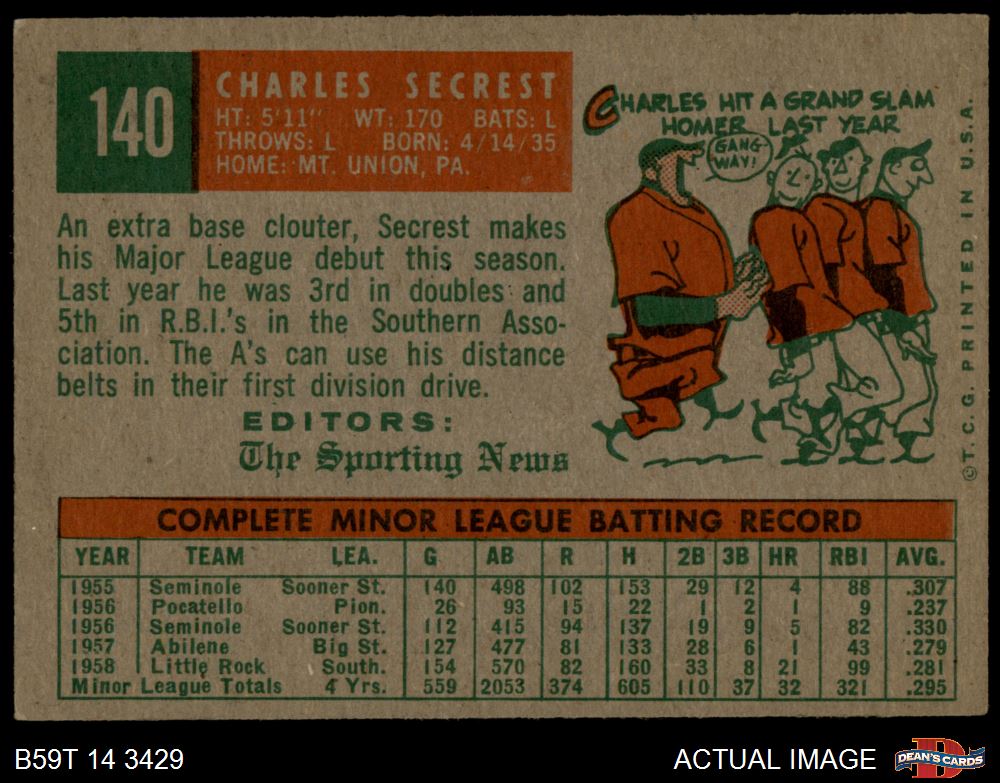 140
CHARLES SECREST
HT: 5'11" WT: 170 BATS: L
THROWS: L BORN: 4/14/35
HOME: MT. UNION, PA.
An extra base clouter, Secrest makes
his Major League debut this season.
Last year he was 3rd in doubles and
5th in R.B.I.'s in the Southern Asso-
ciation. The A's can use his distance
belts in their first division drive.
EDITORS:
The Sporting News
CHARLES HIT A GRAND SLAM
HOMER LAST YEAR
GANG-
WAY!
©T. C. G. PRINTED IN U.S.A.
COMPLETE MINOR LEAGUE BATTING RECORD
YEAR TEAM LEA. G AB R H 2B 3B HR RBI AVG.
1955 Seminole Sooner St. 140 498 102 153 29 12 4 88 .307
1956 Pocatello Pion. 26 93 15 22 1 2 1 9 .237
1956 Seminole Sooner St. 112 415 94 137 19 9 5 82 .330
1957 Abilene Big St. 127 477 81 133 28 6 1 43 .279
1958 Little Rock South. 154 570 82 160 33 8 21 99 .281
Minor League Totals 4 Yrs. 559 2053 374 605 110 37 32 321 .295
B59T 14 3429
ACTUAL IMAGE
D
DEAN'S CARDS